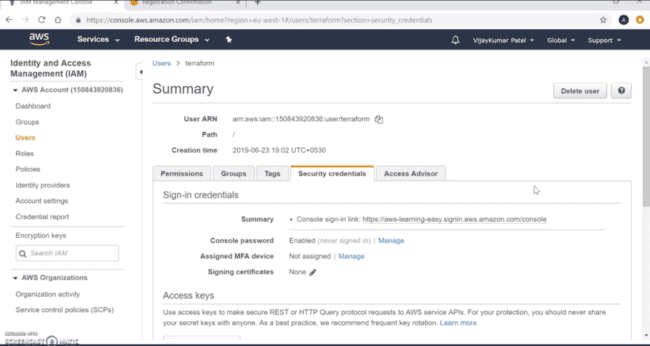 IAM Management Console
Registration Confirmation
https://console.aws.amazon.com/iam/home?region=eu-west-1#/users/terraform?section=security_credentials
A
aws
Services
Resource Groups
VijayKumar Patel
Global
Support
Identity and Access
Management (IAM)
AWS Account (150843920836)
Dashboard
Groups
Users
Roles
Policies
Identity providers
Account settings
Credential report
Encryption keys
Search IAM
AWS Organizations
Organization activity
Service control policies (SCPs)
Users > terraform
Summary
Delete user
User ARN arn:aws:iam::150843920836:user/terraform
Path /
Creation time 2019-06-23 19:02 UTC+0530
Permissions Groups Tags Security credentials Access Advisor
Sign-in credentials
Summary • Console sign-in link: https://aws-learning-easy.signin.aws.amazon.com/console
Console password Enabled (never signed in) | Manage
Assigned MFA device Not assigned | Manage
Signing certificates None
Access keys
Use access keys to make secure REST or HTTP Query protocol requests to AWS service APIs. For your protection, you should never share
your secret keys with anyone. As a best practice, we recommend frequent key rotation. Learn more
RECORDED WITH
SCREENCAST MATIC